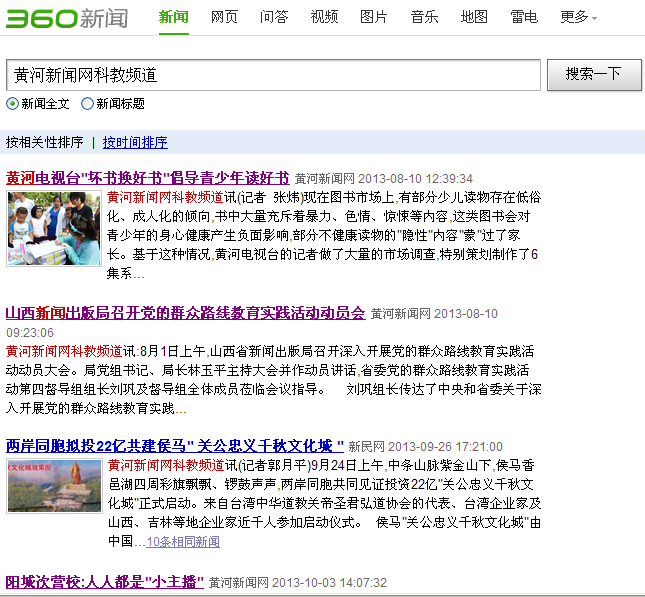 360新闻 新闻 网页 问答 视频 图片 音乐 地图 雷电 更多
黄河新闻网科教频道 搜索一下
新闻全文 新闻标题
按相关性排序 | 按时间排序
黄河电视台"坏书换好书"倡导青少年读好书 黄河新闻网 2013-08-10 12:39:34
黄河新闻网科教频道讯(记者 张炜)现在图书市场上,有部分少儿读物存在低俗
化、成人化的倾向,书中大量充斥着暴力、色情、惊悚等内容,这类图书会对
青少年的身心健康产生负面影响,部分不健康读物的"隐性"内容"蒙"过了家
长。基于这种情况,黄河电视台的记者做了大量的市场调查,特别策划制作了6
集系...
山西新闻出版局召开党的群众路线教育实践活动动员会 黄河新闻网 2013-08-10
09:23:06
黄河新闻网科教频道讯:8月1日上午,山西省新闻出版局召开深入开展党的群众路线教育实践活
动动员大会。局党组书记、局长林玉平主持大会并作动员讲话,省委党的群众路线教育实践活
动第四督导组组长刘巩及督导组全体成员莅临会议指导。 刘巩组长传达了中央和省委关于深
入开展党的群众路线教育实践...
两岸同胞拟投22亿共建侯马"关公忠义千秋文化城 " 新民网 2013-09-26 17:21:00
文化城效果图
黄河新闻网科教频道讯(记者郭月平)9月24日上午,中条山脉紫金山下,侯马香
邑湖四周彩旗飘飘、锣鼓声声,两岸同胞共同见证投资22亿"关公忠义千秋文
化城"正式启动。来自台湾中华道教关帝圣君弘道协会的代表、台湾企业家及
山西、吉林等地企业家近千人参加启动仪式。 侯马"关公忠义千秋文化城"由
中国...10条相同新闻
阳城次营校:人人都是"小主播" 黄河新闻网 2013-10-03 14:07:32